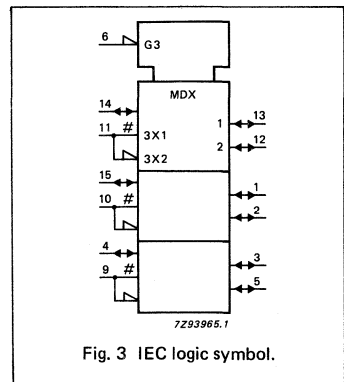 6 G3
MDX
14 13
11 # 3X1 1
2 12
3X2
15 1
10 # 2
4 3
9 # 5
7Z93965.1
Fig. 3 IEC logic symbol.